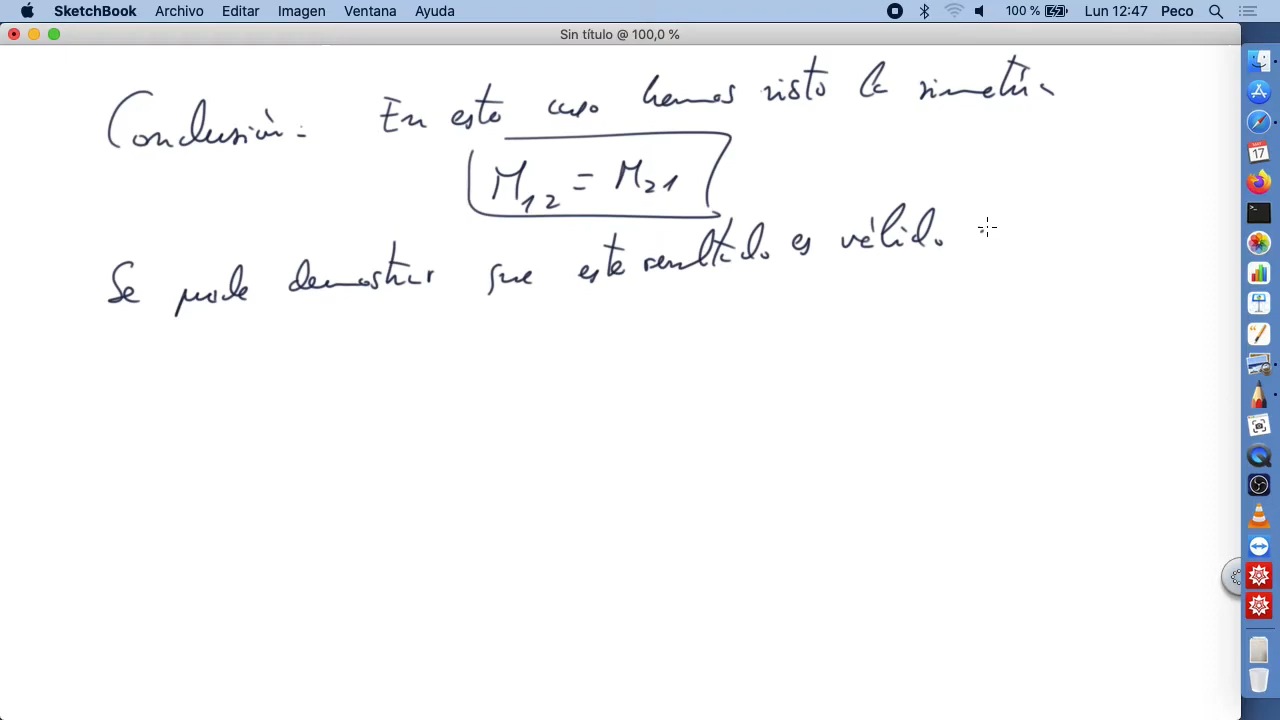 SketchBook Archivo Editar Imagen Ventana Ayuda 100 % Lun 12:47 Peco
Sin título @ 100,0 %
Conclusión: En este caso hemos visto la simetría
M12 = M21
Se puede demostrar que este resultado es válido
17